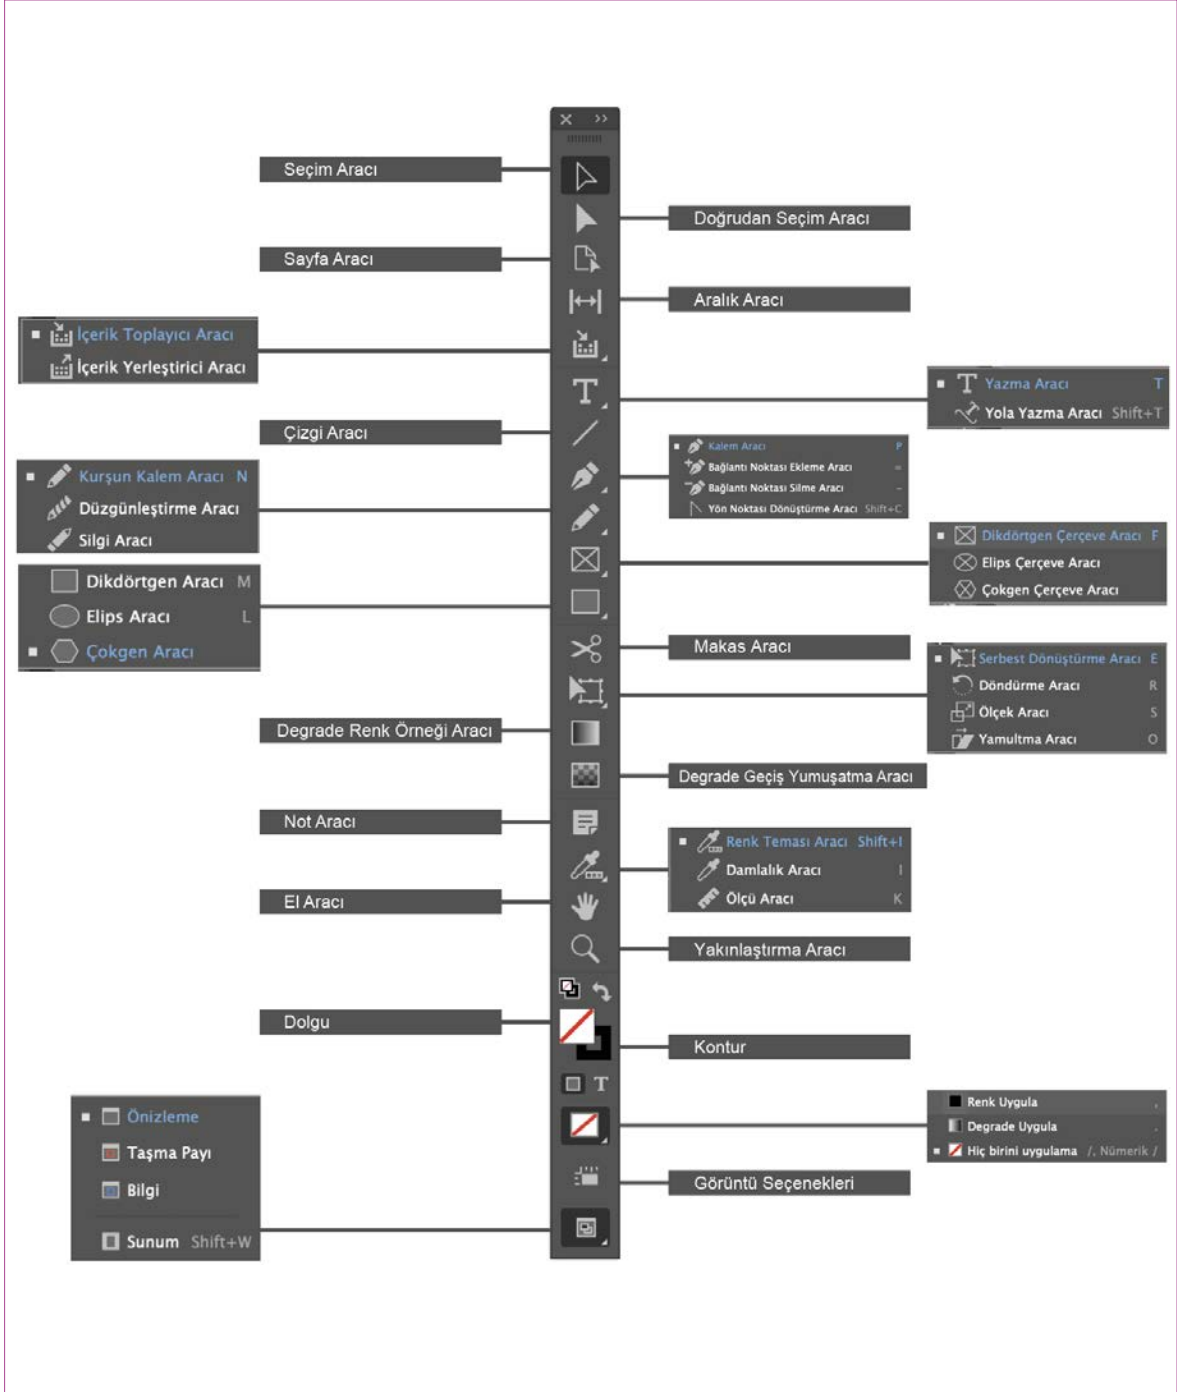 Seçim Aracı
Doğrudan Seçim Aracı
Sayfa Aracı
Aralık Aracı
İçerik Toplayıcı Aracı
İçerik Yerleştirici Aracı
Yazma Aracı T
Yola Yazma Aracı Shift+T
Çizgi Aracı
Kalem Aracı P
Bağlantı Noktası Ekleme Aracı =
Bağlantı Noktası Silme Aracı -
Yön Noktası Dönüştürme Aracı Shift+C
Kurşun Kalem Aracı N
Düzgünleştirme Aracı
Silgi Aracı
Dikdörtgen Çerçeve Aracı F
Elips Çerçeve Aracı
Çokgen Çerçeve Aracı
Dikdörtgen Aracı M
Elips Aracı L
Çokgen Aracı
Makas Aracı
Serbest Dönüştürme Aracı E
Döndürme Aracı R
Ölçek Aracı S
Yamultma Aracı O
Degrade Renk Örneği Aracı
Degrade Geçiş Yumuşatma Aracı
Not Aracı
Renk Teması Aracı Shift+I
Damlalık Aracı I
Ölçü Aracı K
El Aracı
Yakınlaştırma Aracı
Dolgu
Kontur
Renk Uygula ,
Degrade Uygula .
Hiç birini uygulama /, Nümerik /
Önizleme
Taşma Payı
Bilgi
Sunum Shift+W
Görüntü Seçenekleri